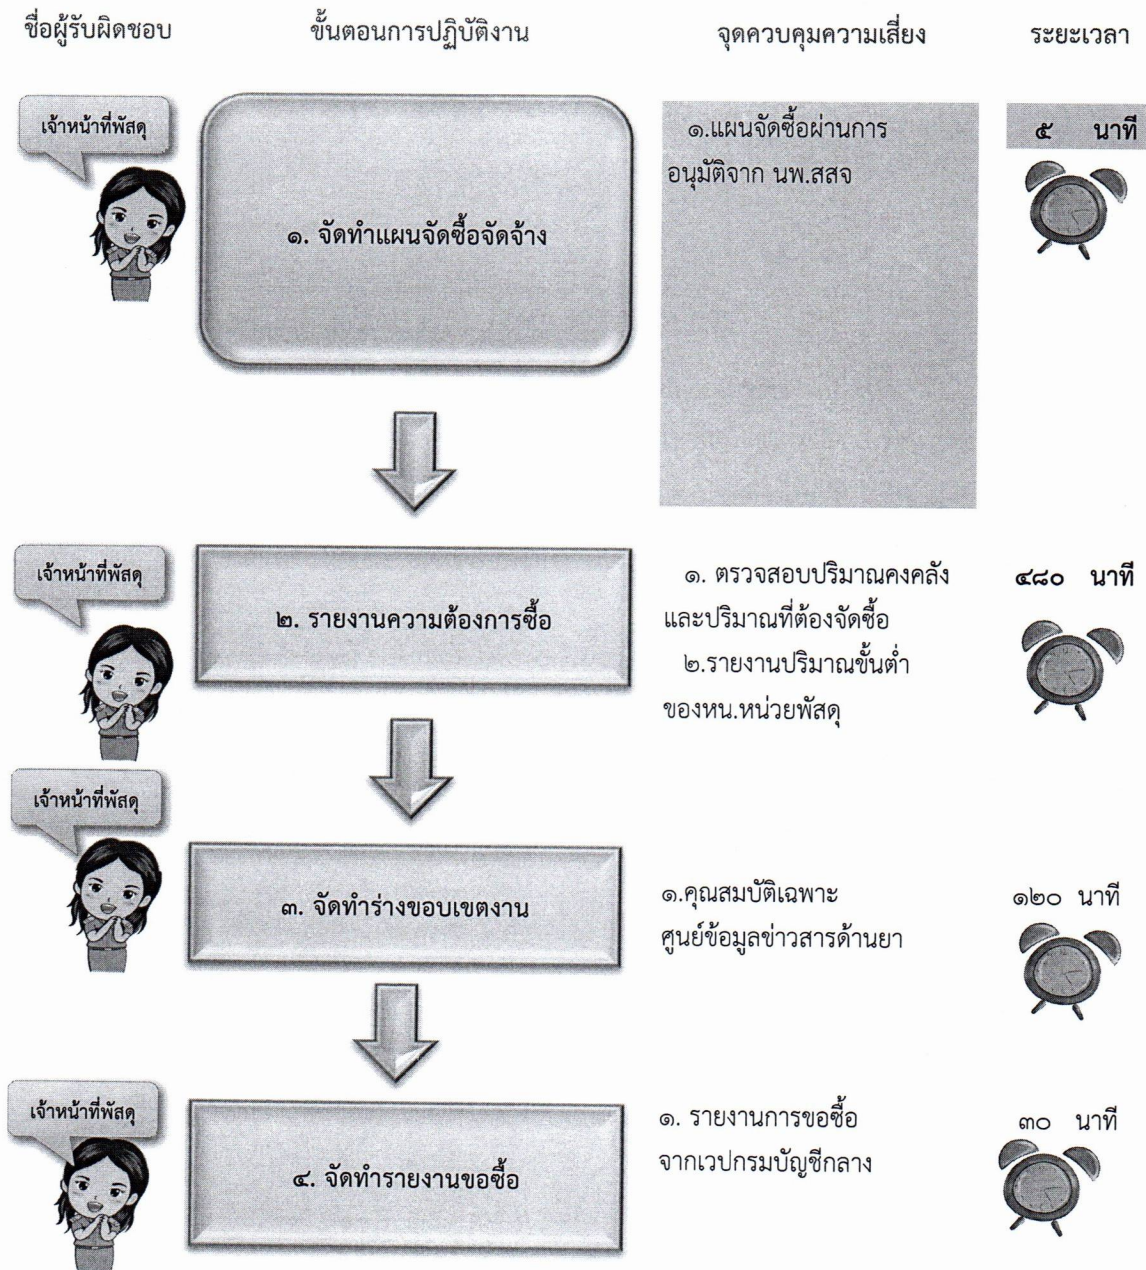 ชื่อผู้รับผิดชอบ ขั้นตอนการปฏิบัติงาน จุดควบคุมความเสี่ยง ระยะเวลา
เจ้าหน้าที่พัสดุ
๑. จัดทำแผนจัดซื้อจัดจ้าง
๑.แผนจัดซื้อผ่านการ
อนุมัติจาก นพ.สสจ
๕ นาที
เจ้าหน้าที่พัสดุ
๒. รายงานความต้องการซื้อ
๑. ตรวจสอบปริมาณคงคลัง
และปริมาณที่ต้องจัดซื้อ
๒.รายงานปริมาณขั้นต่ำ
ของหน.หน่วยพัสดุ
๔๘๐ นาที
เจ้าหน้าที่พัสดุ
๓. จัดทำร่างขอบเขตงาน
๑.คุณสมบัติเฉพาะ
ศูนย์ข้อมูลข่าวสารด้านยา
๑๒๐ นาที
เจ้าหน้าที่พัสดุ
๔. จัดทำรายงานขอซื้อ
๑. รายงานการขอซื้อ
จากเวปกรมบัญชีกลาง
๓๐ นาที